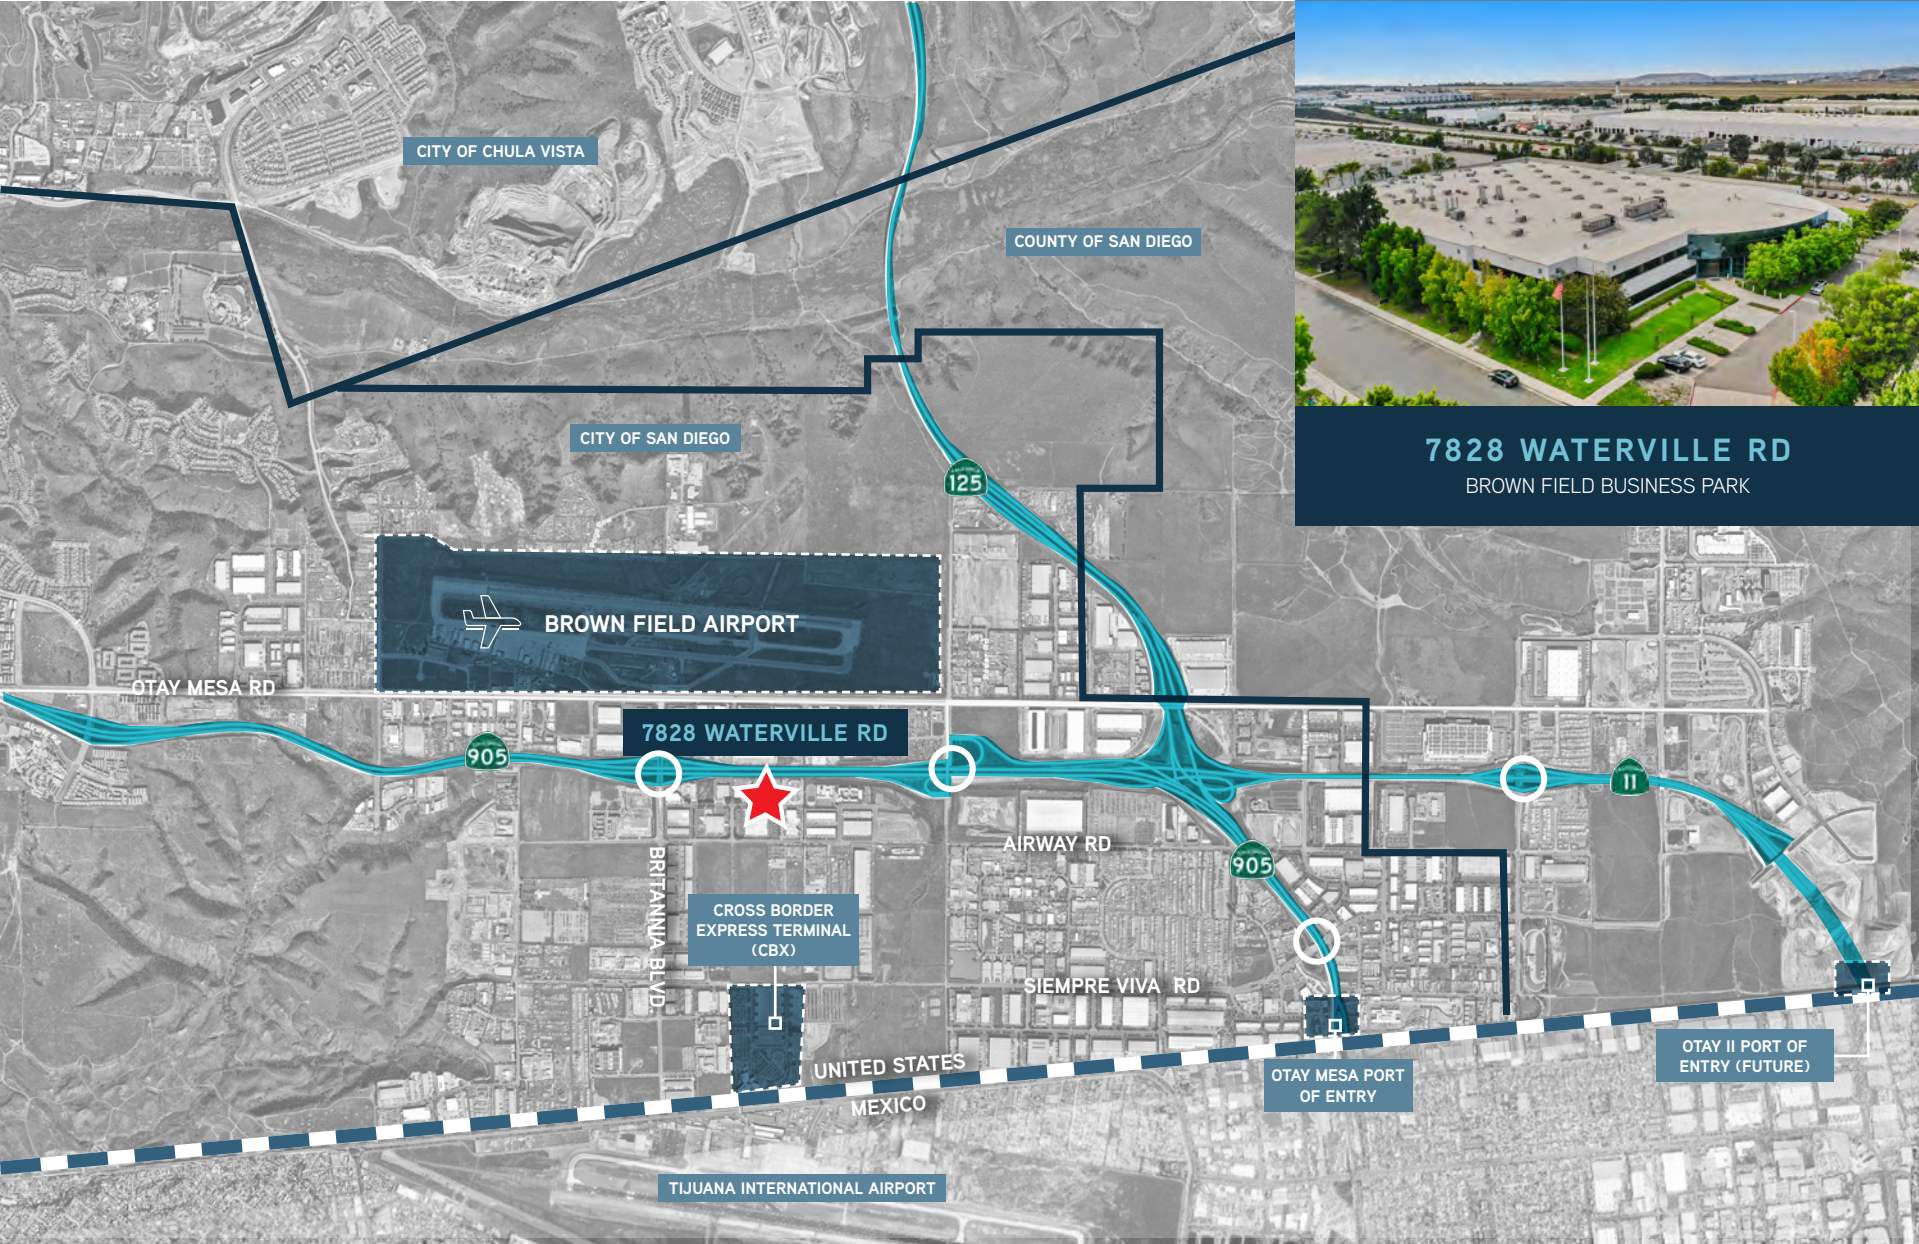 CITY OF CHULA VISTA
COUNTY OF SAN DIEGO
7828 WATERVILLE RD
BROWN FIELD BUSINESS PARK
CITY OF SAN DIEGO
125
BROWN FIELD AIRPORT
OTAY MESA RD
7828 WATERVILLE RD
905
11
AIRWAY RD
905
BRITANNIA BLVD
CROSS BORDER
EXPRESS TERMINAL
(CBX)
SIEMPRE VIVA RD
UNITED STATES
MEXICO
OTAY MESA PORT
OF ENTRY
OTAY II PORT OF
ENTRY (FUTURE)
TIJUANA INTERNATIONAL AIRPORT